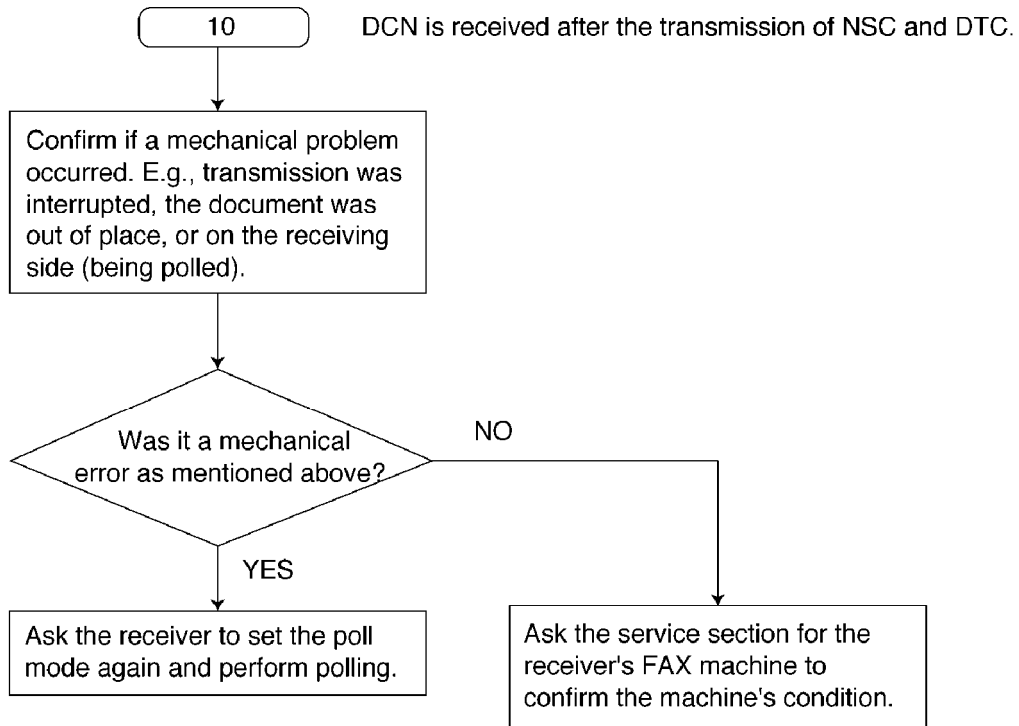 10
DCN is received after the transmission of NSC and DTC.
Confirm if a mechanical problem
occurred. E.g., transmission was
interrupted, the document was
out of place, or on the receiving
side (being polled).
Was it a mechanical
error as mentioned above?
NO
YES
Ask the receiver to set the poll
mode again and perform polling.
Ask the service section for the
receiver's FAX machine to
confirm the machine's condition.